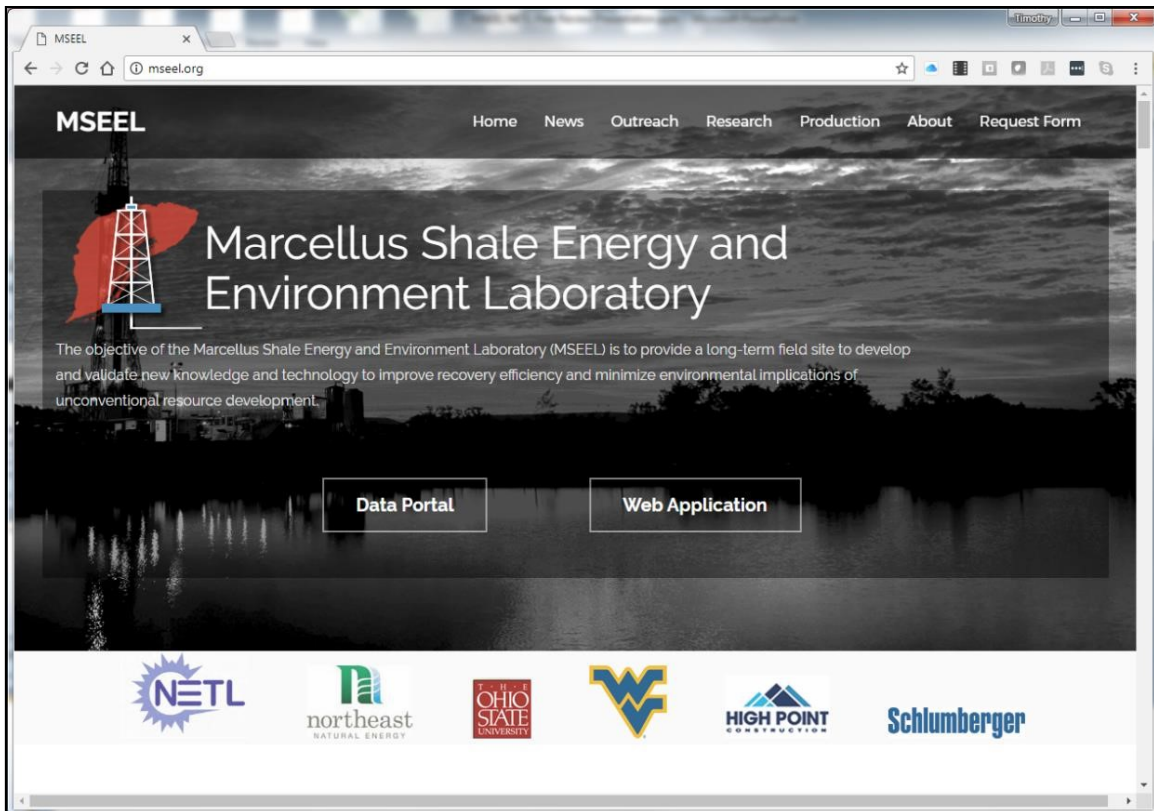 Timothy
MSEEL
mseel.org
MSEEL
Home News Outreach Research Production About Request Form
Marcellus Shale Energy and
Environment Laboratory
The objective of the Marcellus Shale Energy and Environment Laboratory (MSEEL) is to provide a long-term field site to develop
and validate new knowledge and technology to improve recovery efficiency and minimize environmental implications of
unconventional resource development.
Data Portal Web Application
NETL
northeast
NATURAL ENERGY
T · H · E
OHIO
STATE
UNIVERSITY
WV
HIGH POINT
CONSTRUCTION
Schlumberger